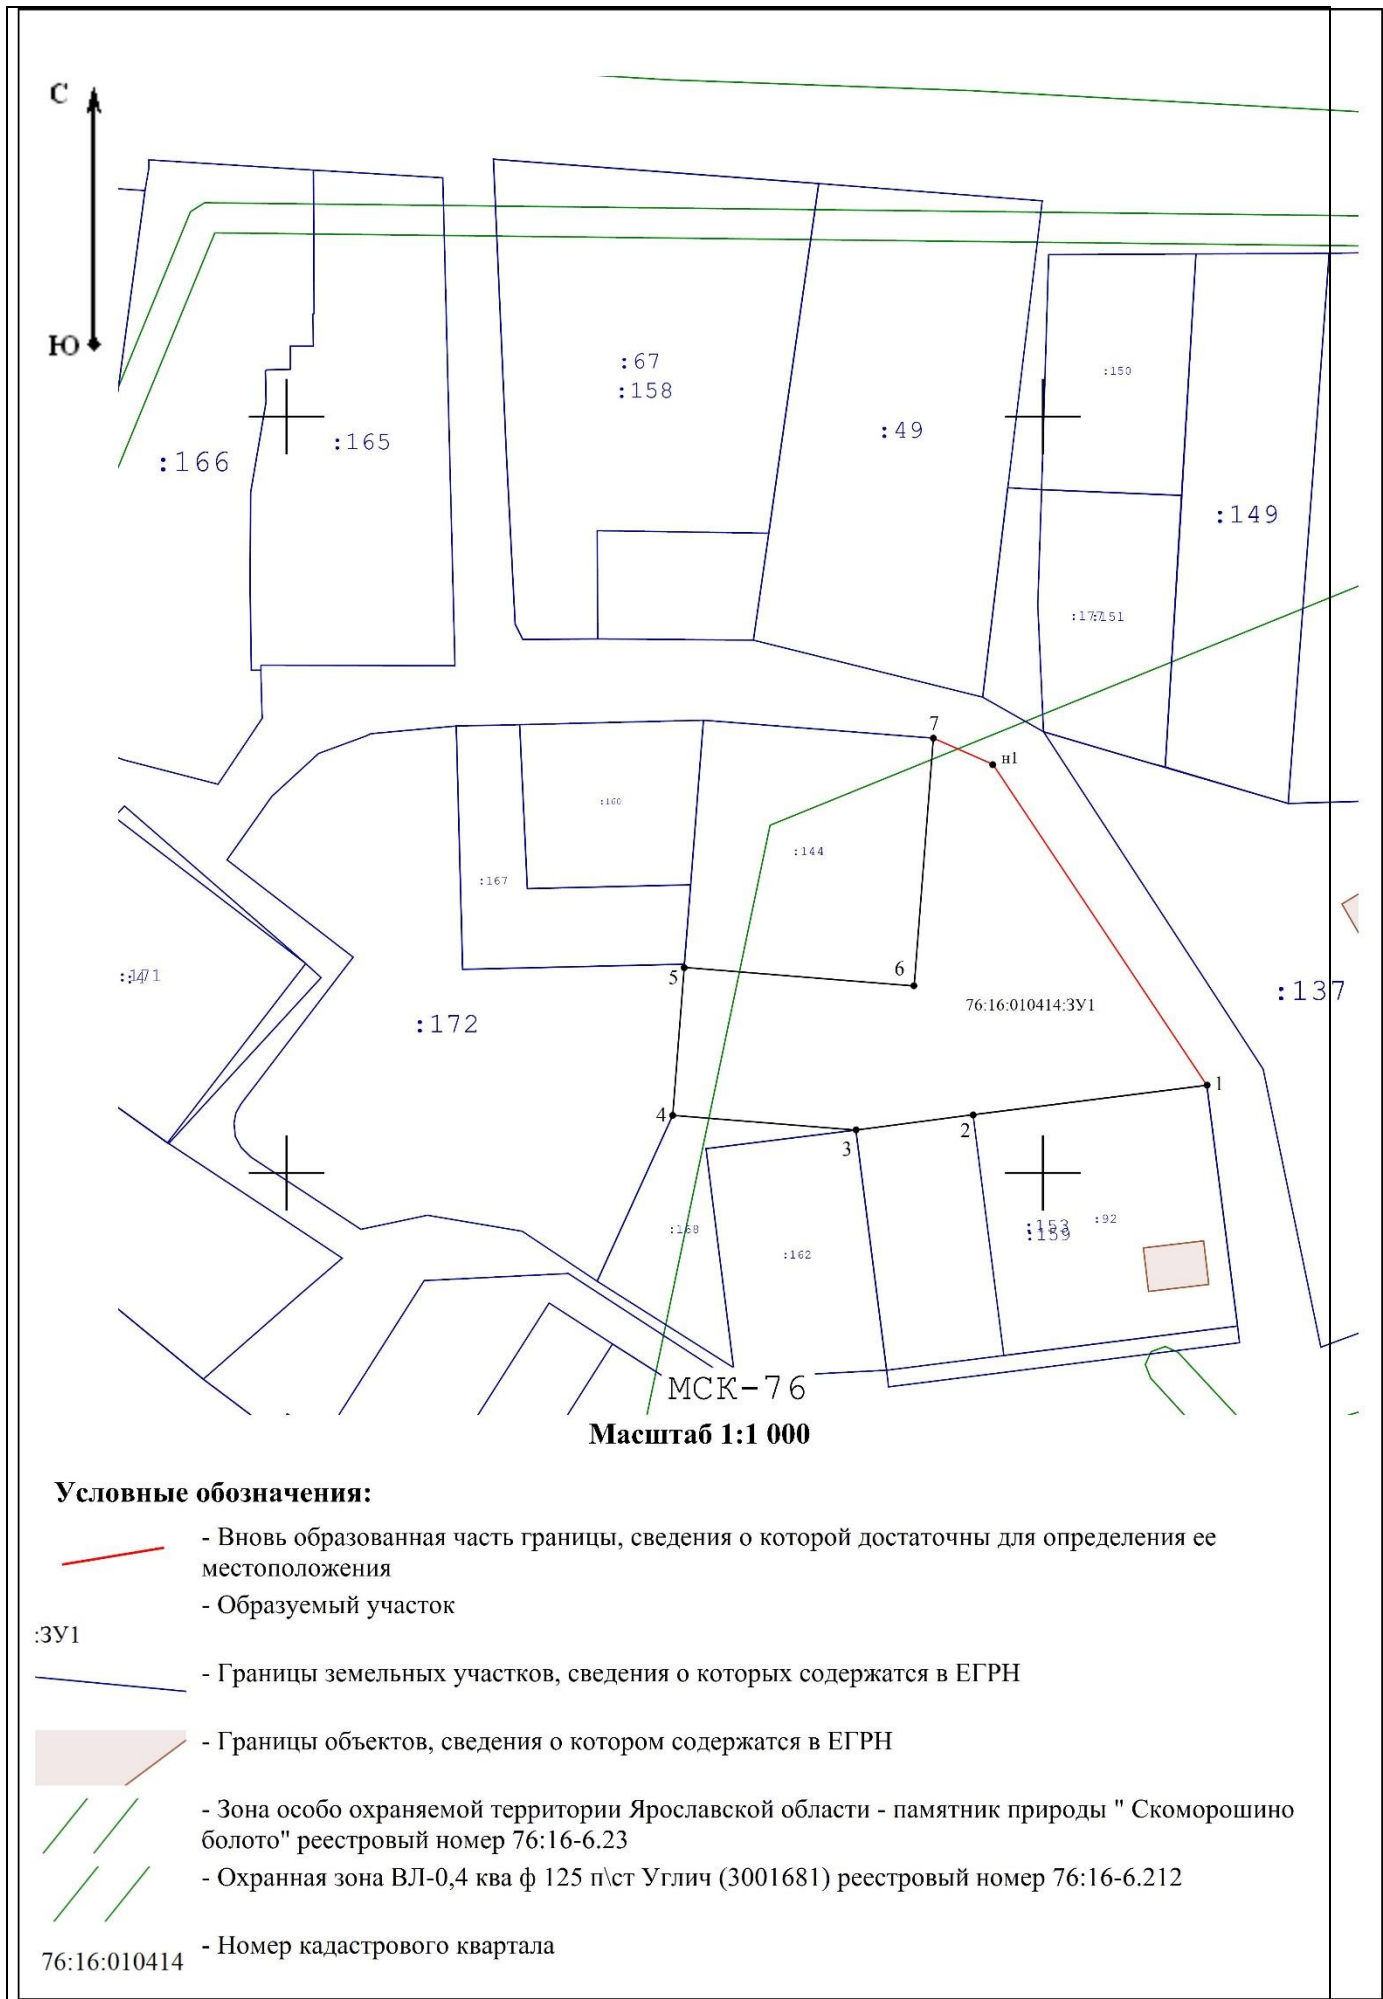 С
Ю
:67
:158
:150
:49
:165
:166
:149
:151
7
н1
:160
:144
:167
:171
5
6
:137
76:16:010414:ЗУ1
:172
1
4
2
3
:92
:153
:159
:168
:162
МСК-76
Масштаб 1:1 000
Условные обозначения:
- Вновь образованная часть границы, сведения о которой достаточны для определения ее
местоположения
- Образуемый участок
:ЗУ1
- Границы земельных участков, сведения о которых содержатся в ЕГРН
- Границы объектов, сведения о котором содержатся в ЕГРН
- Зона особо охраняемой территории Ярославской области - памятник природы " Скоморошино
болото" реестровый номер 76:16-6.23
- Охранная зона ВЛ-0,4 ква ф 125 п\ст Углич (3001681) реестровый номер 76:16-6.212
- Номер кадастрового квартала
76:16:010414